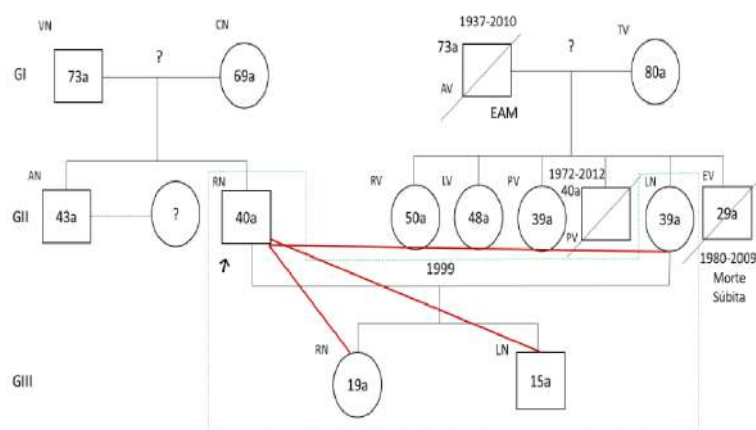 VN
CN
1937-2010
TV
GI
73a
?
69a
73a
AV
?
80a
EAM
AN
RN
RV
LV
PV
1972-2012
LN
EV
GII
43a
?
40a
50a
48a
39a
40a
PV
39a
29a
1999
1980-2009
Morte
Súbita
RN
LN
GIII
19a
15a